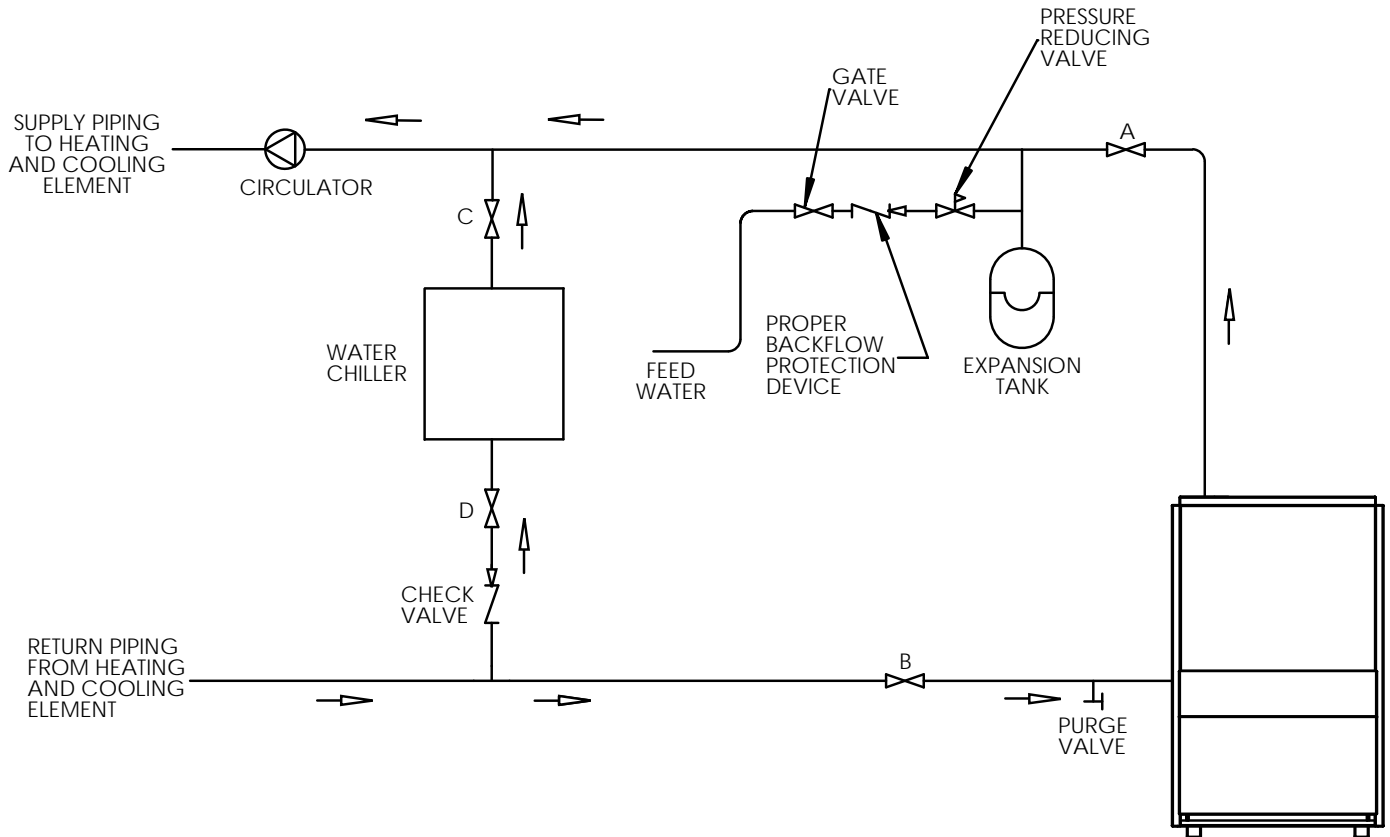 PRESSURE
REDUCING
VALVE
GATE
VALVE
SUPPLY PIPING
TO HEATING
AND COOLING
ELEMENT
A
CIRCULATOR
C
PROPER
BACKFLOW
PROTECTION
DEVICE
WATER
CHILLER
FEED
WATER
EXPANSION
TANK
D
CHECK
VALVE
RETURN PIPING
FROM HEATING
AND COOLING
ELEMENT
B
PURGE
VALVE